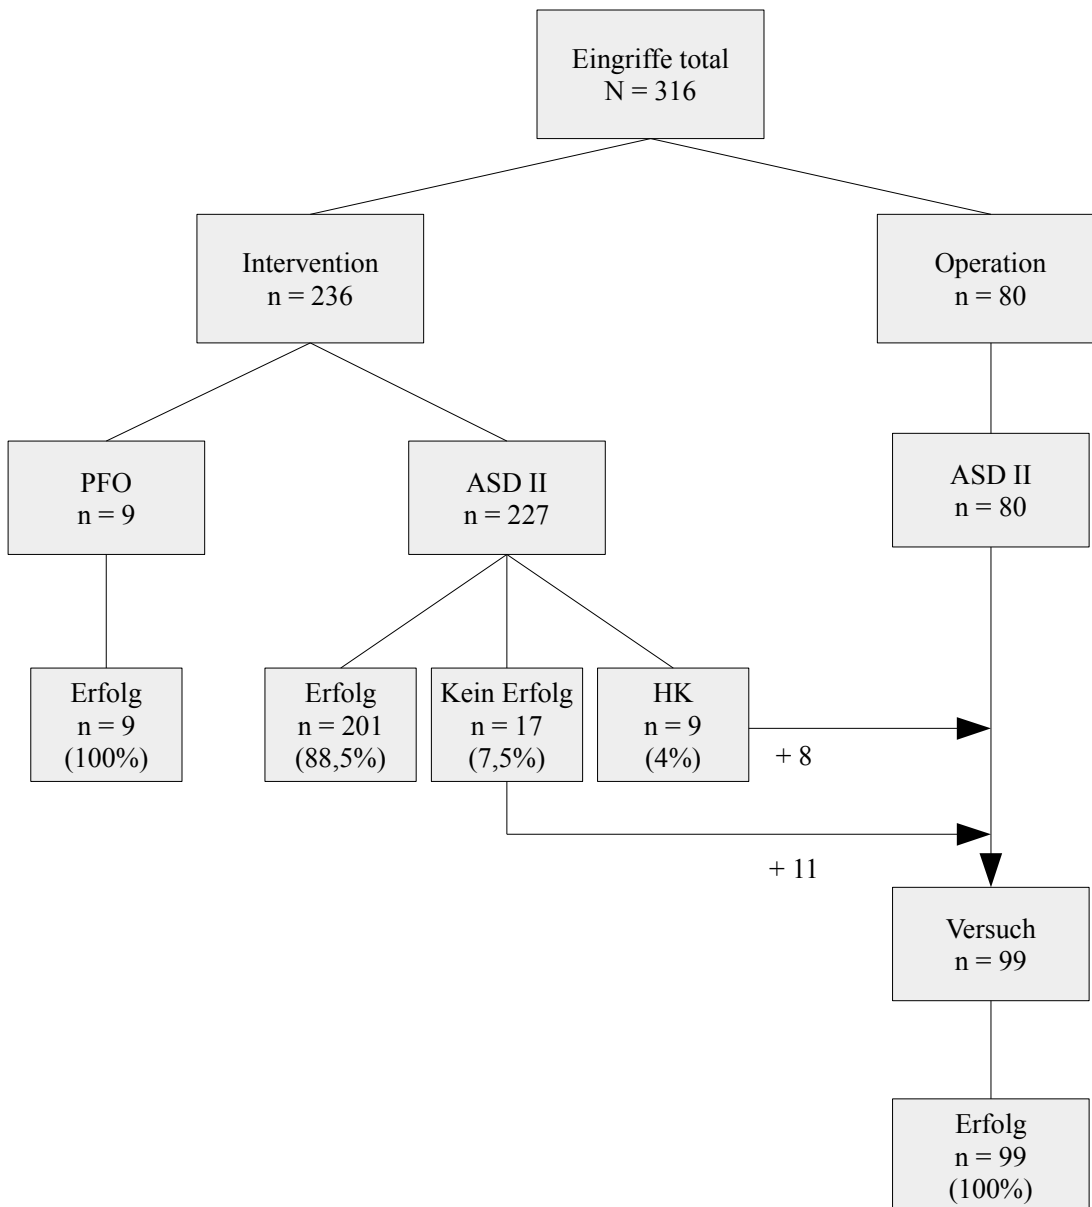 Eingriffe total
N = 316
Intervention
n = 236
Operation
n = 80
PFO
n = 9
ASD II
n = 227
ASD II
n = 80
Erfolg
n = 9
(100%)
Erfolg
n = 201
(88,5%)
Kein Erfolg
n = 17
(7,5%)
HK
n = 9
(4%)
+ 8
+ 11
Versuch
n = 99
Erfolg
n = 99
(100%)